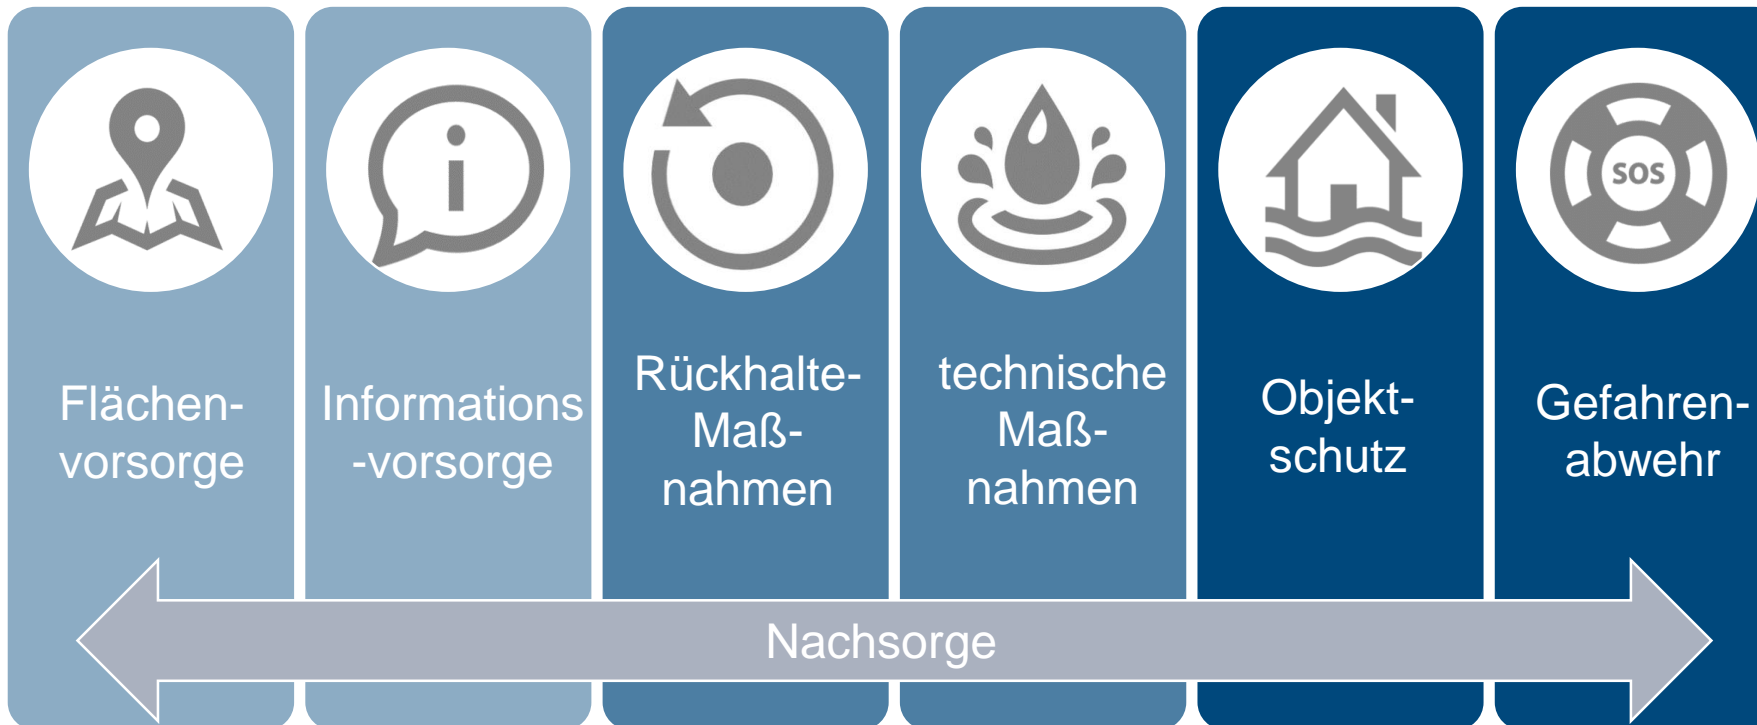 i
SOS
Flächen-
vorsorge
Informations
-vorsorge
Rückhalte-
Maß-
nahmen
technische
Maß-
nahmen
Objekt-
schutz
Gefahren-
abwehr
Nachsorge